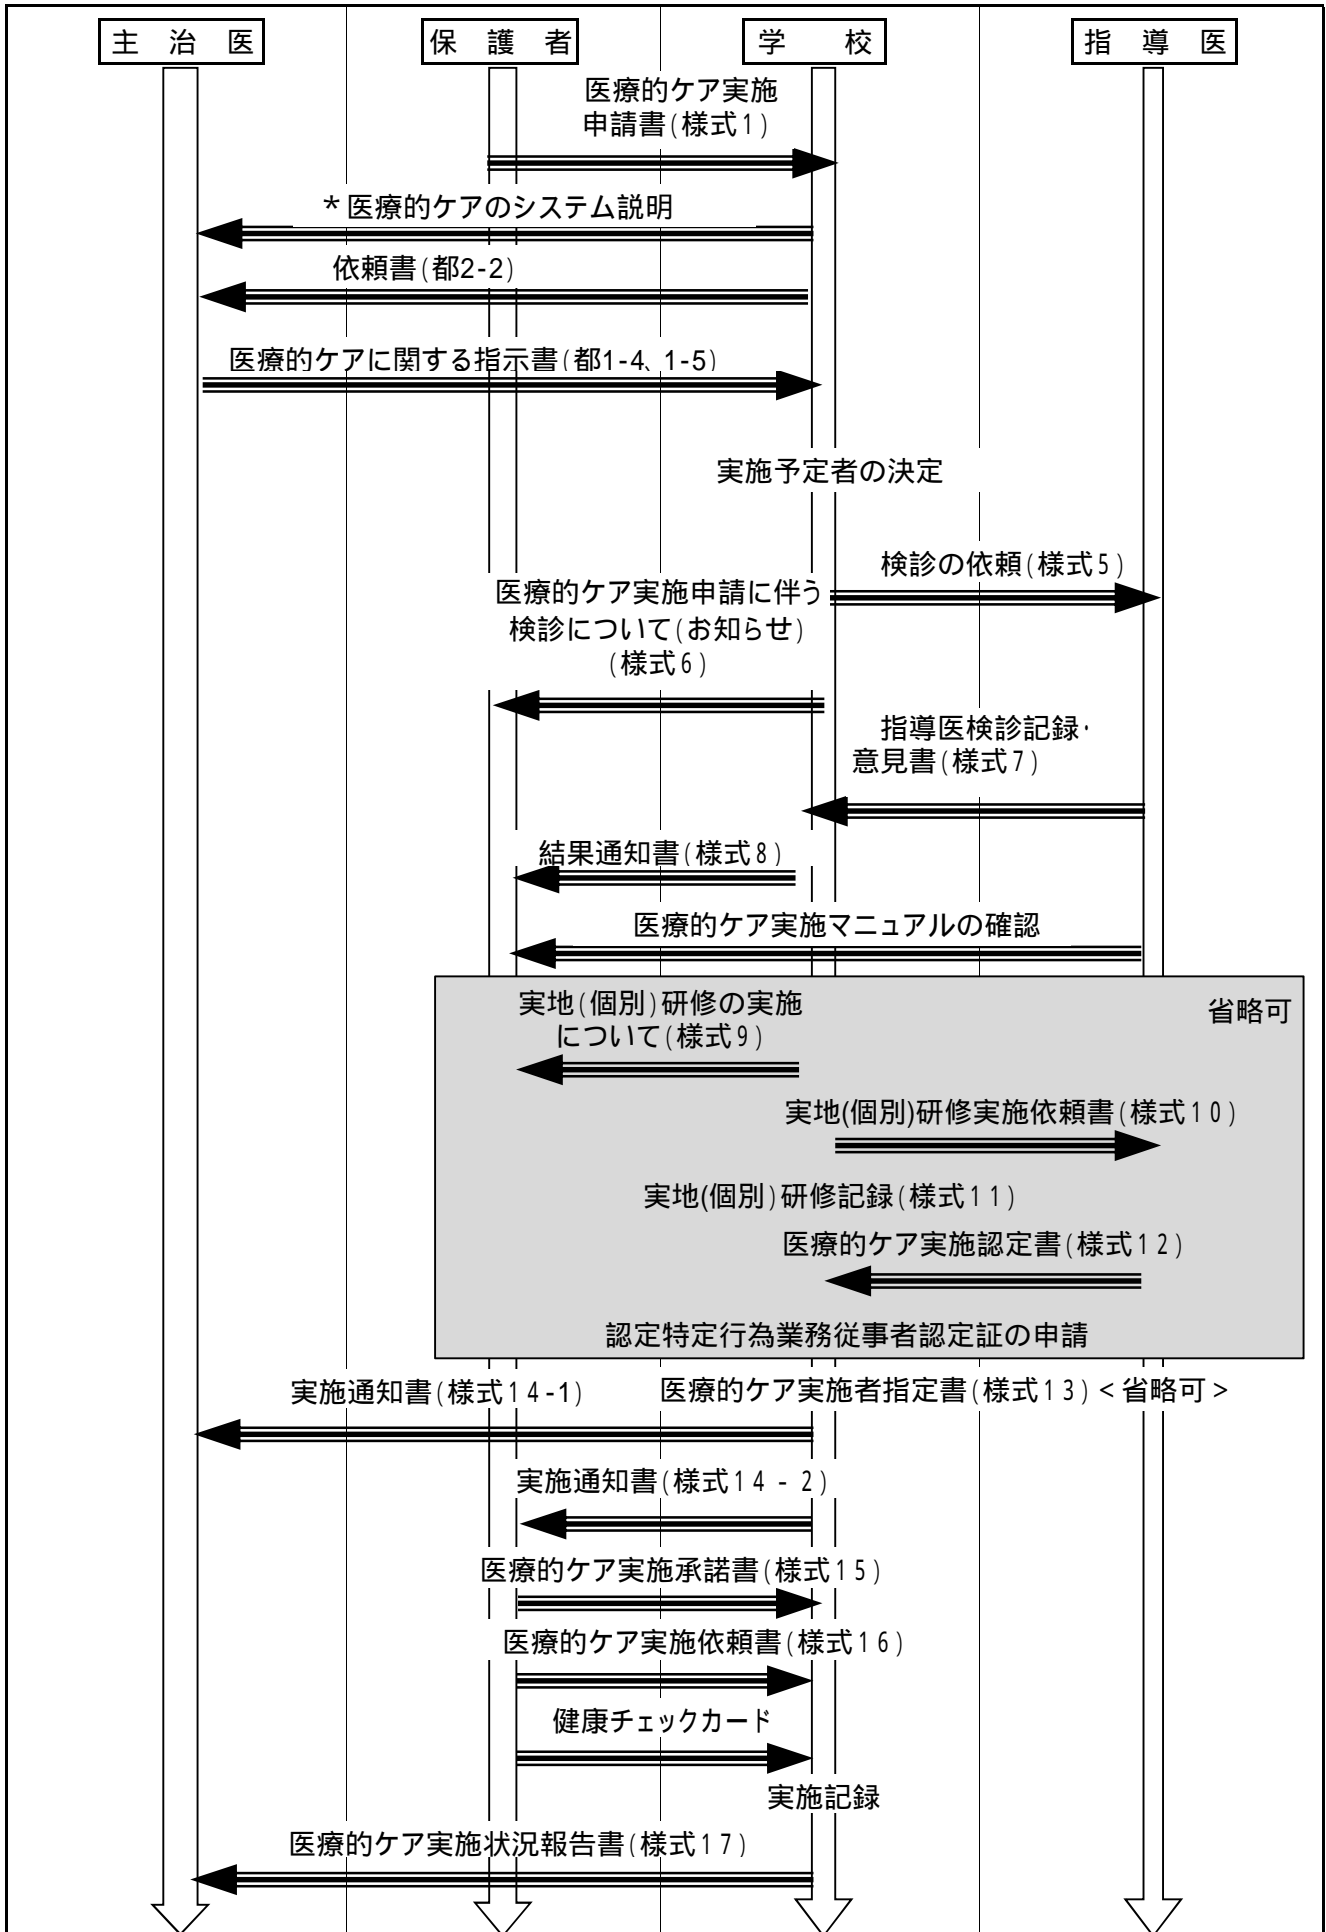 主 治 医
保 護 者
学 校
指 導 医
医療的ケア実施
申請書(様式1)
*医療的ケアのシステム説明
依頼書(都2-2)
医療的ケアに関する指示書(都1-4、1-5)
実施予定者の決定
検診の依頼(様式5)
医療的ケア実施申請に伴う
検診について(お知らせ)
(様式6)
指導医検診記録・
意見書(様式7)
結果通知書(様式8)
医療的ケア実施マニュアルの確認
実地(個別)研修の実施
について(様式9)
省略可
実地(個別)研修実施依頼書(様式10)
実地(個別)研修記録(様式11)
医療的ケア実施認定書(様式12)
認定特定行為業務従事者認定証の申請
実施通知書(様式14-1)
医療的ケア実施者指定書(様式13)<省略可>
実施通知書(様式14-2)
医療的ケア実施承諾書(様式15)
医療的ケア実施依頼書(様式16)
健康チェックカード
実施記録
医療的ケア実施状況報告書(様式17)